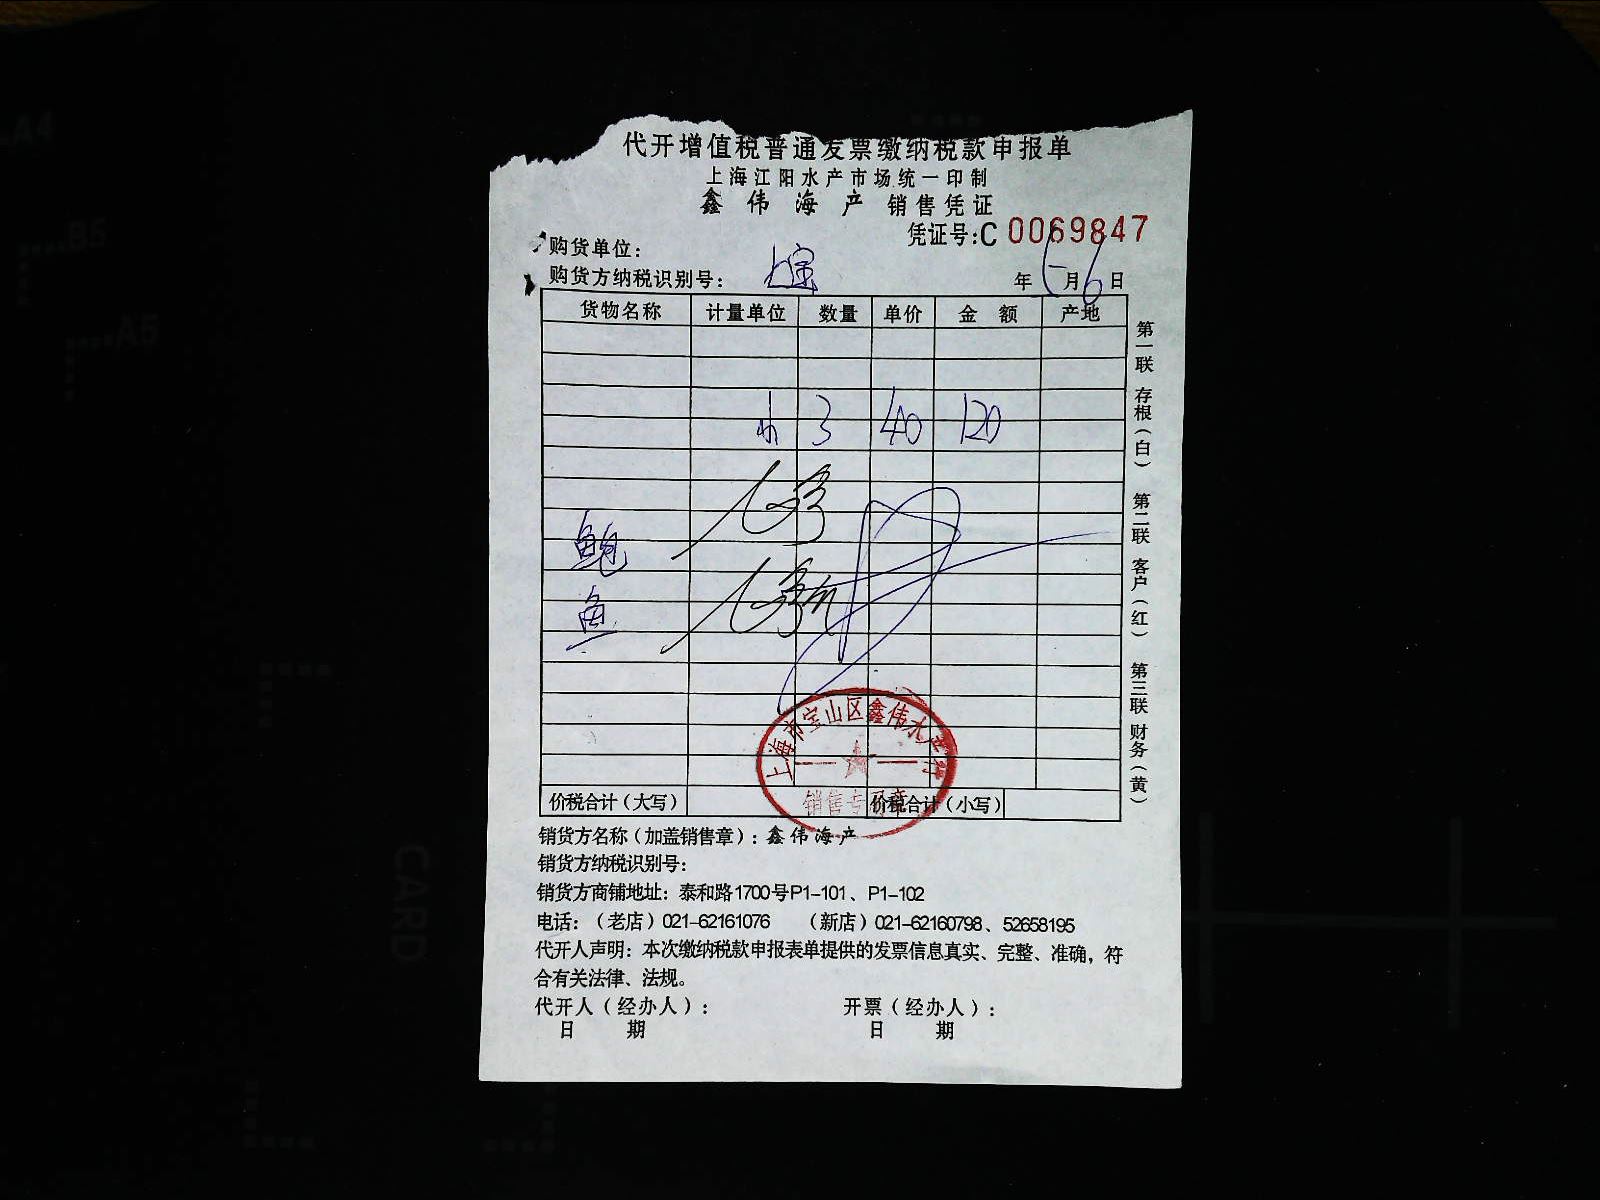 代开增值税普通发票缴纳税款申报单
上海江阳水产市场统一印制
鑫伟海产 销售凭证
凭证号:C 0069847
购货单位:
购货方纳税识别号:
年 5 月 6 日
货物名称 计量单位 数量 单价 金额 产地
3 40 120
鲍
鱼
上海市宝山区鑫伟水产行
销售专用章
价税合计(大写) 价税合计(小写)
销货方名称(加盖销售章):鑫伟海产
销货方纳税识别号:
销货方商铺地址:泰和路1700号P1-101、P1-102
电话:(老店)021-62161076 (新店)021-62160798、52658195
代开人声明:本次缴纳税款申报表单提供的发票信息真实、完整、准确,符
合有关法律、法规。
代开人(经办人): 开票(经办人):
日 期 日 期
第一联 存根(白) 第二联 客户(红) 第三联 财务(黄)
A4
B5
A5
CARD